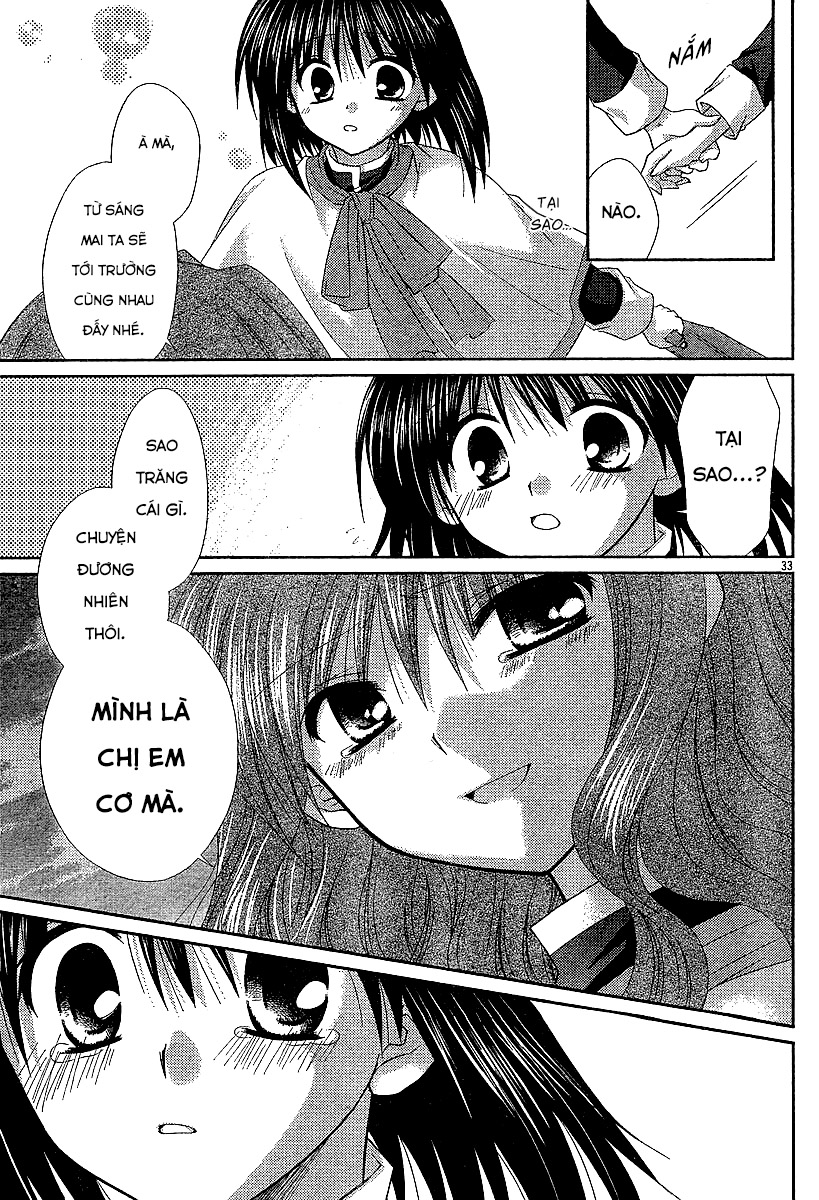 NẮM
NÀO.
TẠI
SAO...
À MÀ,
TỪ SÁNG
MAI TA SẼ
TỚI TRƯỜNG
CÙNG NHAU
ĐẤY NHÉ.
TẠI
SAO...?
SAO
TRĂNG
CÁI GÌ.
CHUYỆN
ĐƯƠNG
NHIÊN
THÔI.
33
MÌNH LÀ
CHỊ EM
CƠ MÀ.